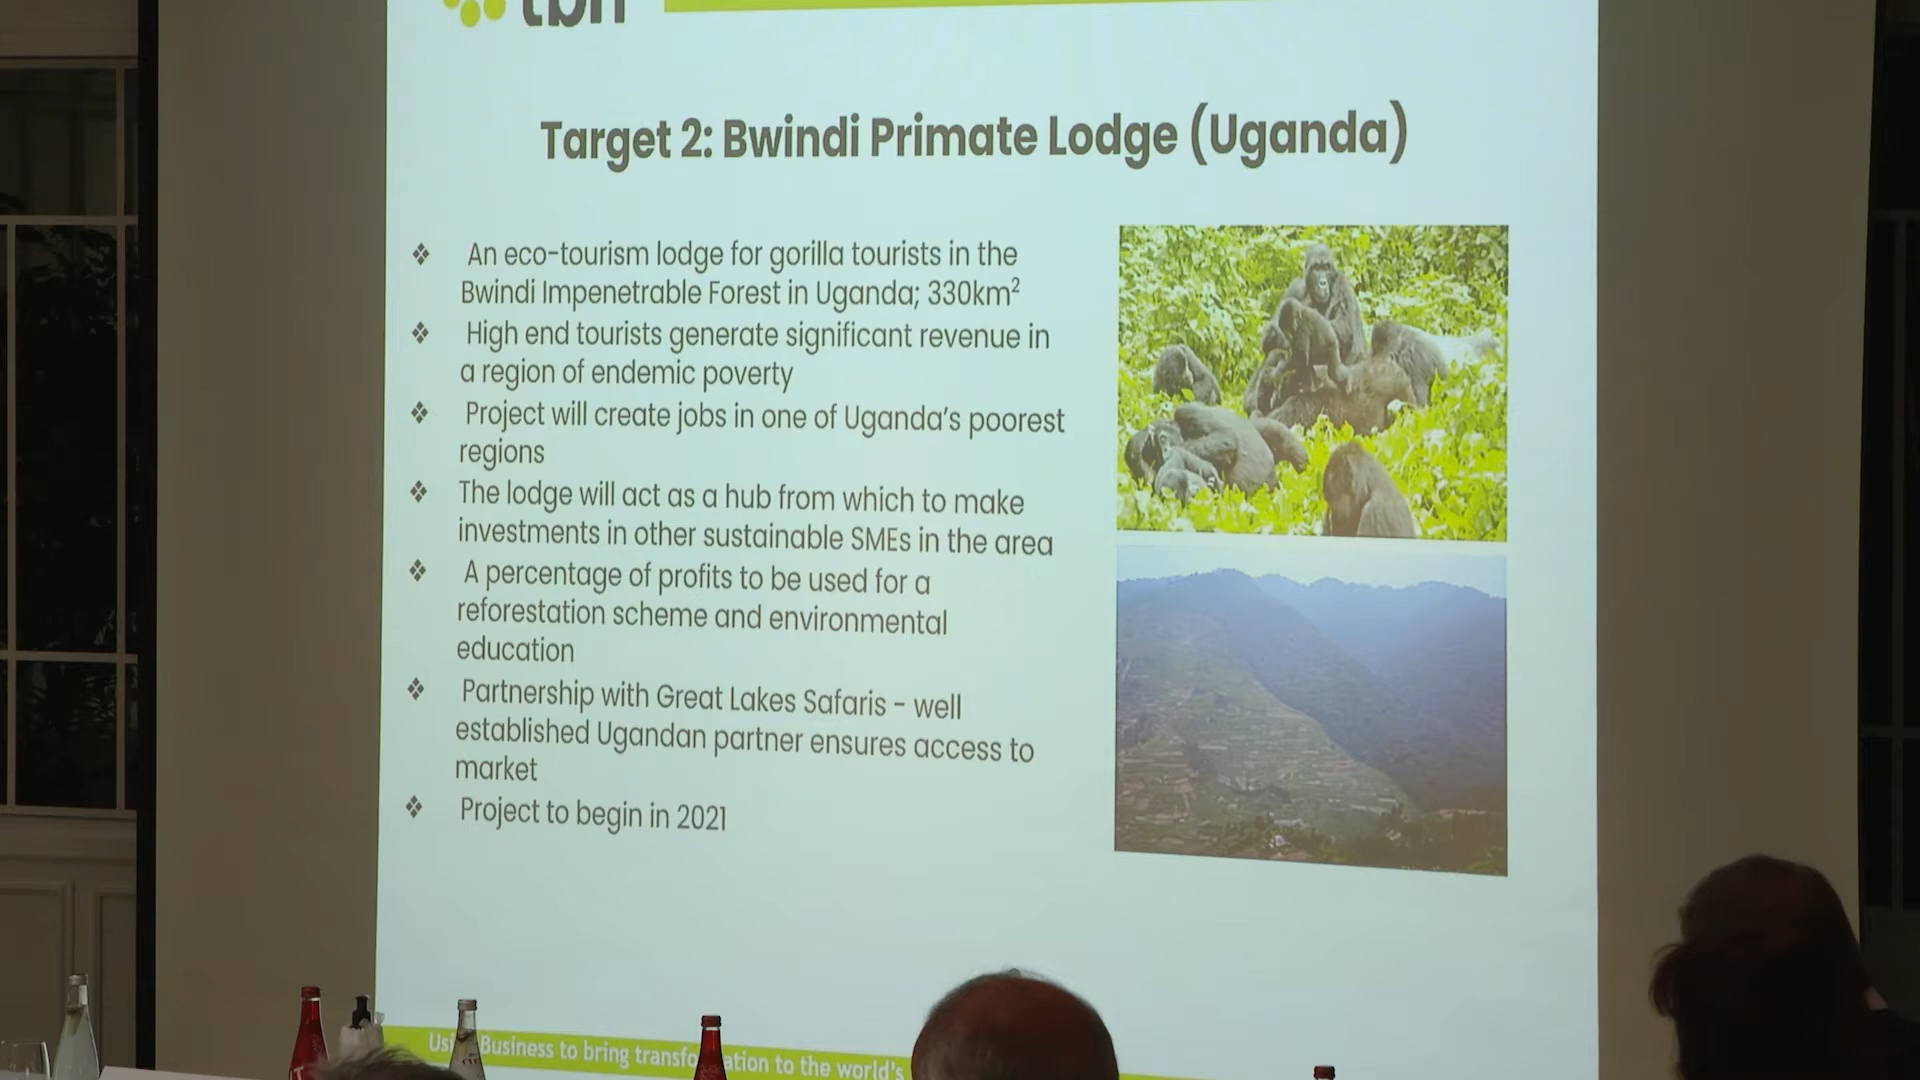 tbn
Target 2: Bwindi Primate Lodge (Uganda)
❖ An eco-tourism lodge for gorilla tourists in the
Bwindi Impenetrable Forest in Uganda; 330km²
❖ High end tourists generate significant revenue in
a region of endemic poverty
❖ Project will create jobs in one of Uganda's poorest
regions
❖ The lodge will act as a hub from which to make
investments in other sustainable SMEs in the area
❖ A percentage of profits to be used for a
reforestation scheme and environmental
education
❖ Partnership with Great Lakes Safaris - well
established Ugandan partner ensures access to
market
❖ Project to begin in 2021
Business to bring to the world's